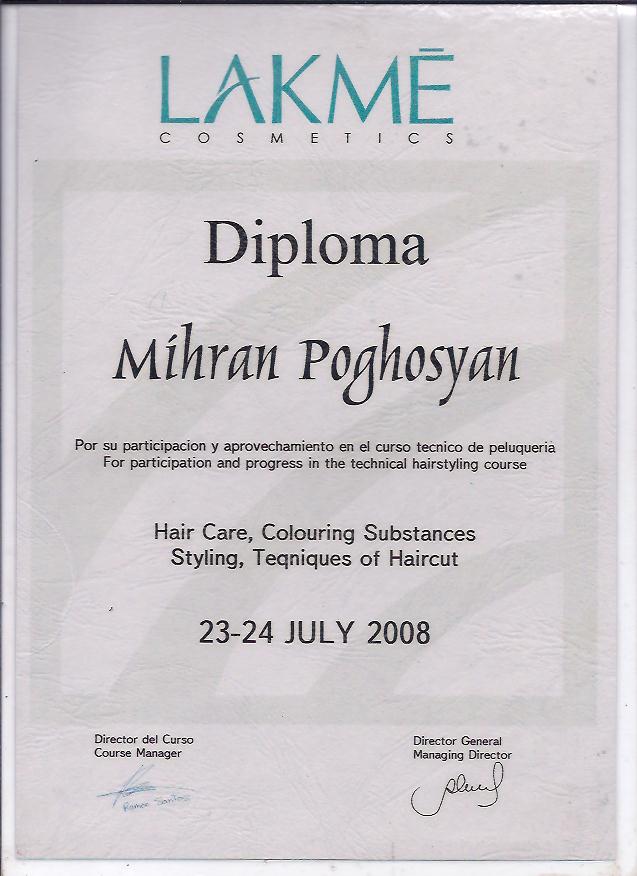 LAKMĒ
COSMETICS
Diploma
Mihran Poghosyan
Por su participacion y aprovechamiento en el curso tecnico de peluqueria
For participation and progress in the technical hairstyling course
Hair Care, Colouring Substances
Styling, Teqniques of Haircut
23-24 JULY 2008
Director del Curso
Course Manager
Director General
Managing Director
Santos